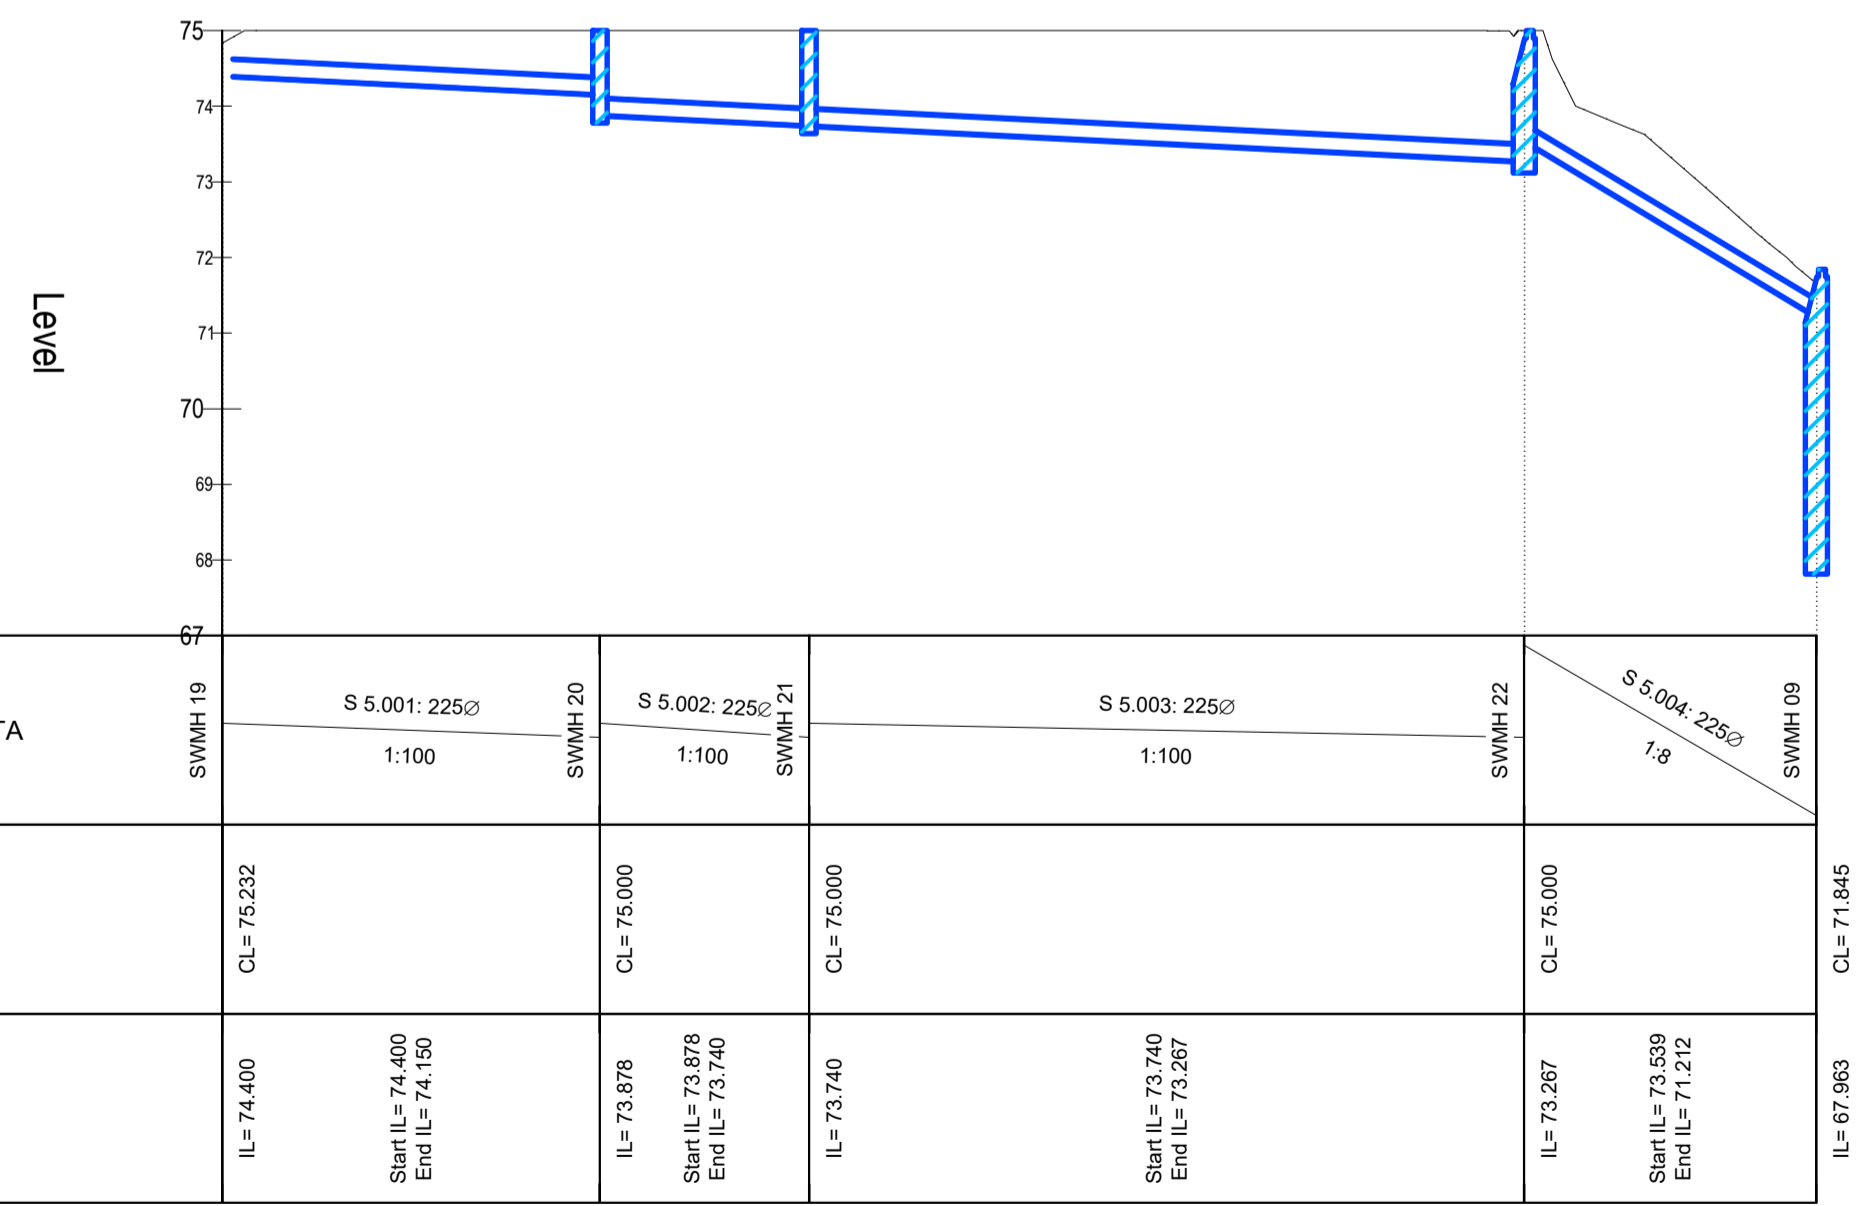 75
74
73
72
71
70
69
68
67
Level
TA
SWMH 19
S 5.001: 225∅
1:100
SWMH 20
S 5.002: 225∅
1:100
SWMH 21
S 5.003: 225∅
1:100
SWMH 22
S 5.004: 225∅
1:8
SWMH 09
CL= 75.232
CL= 75.000
CL= 75.000
CL= 75.000
CL= 71.845
IL= 74.400
Start IL= 74.400
End IL= 74.150
IL= 73.878
Start IL= 73.878
End IL= 73.740
IL= 73.740
Start IL= 73.740
End IL= 73.267
IL= 73.267
Start IL= 73.539
End IL= 71.212
IL= 67.963